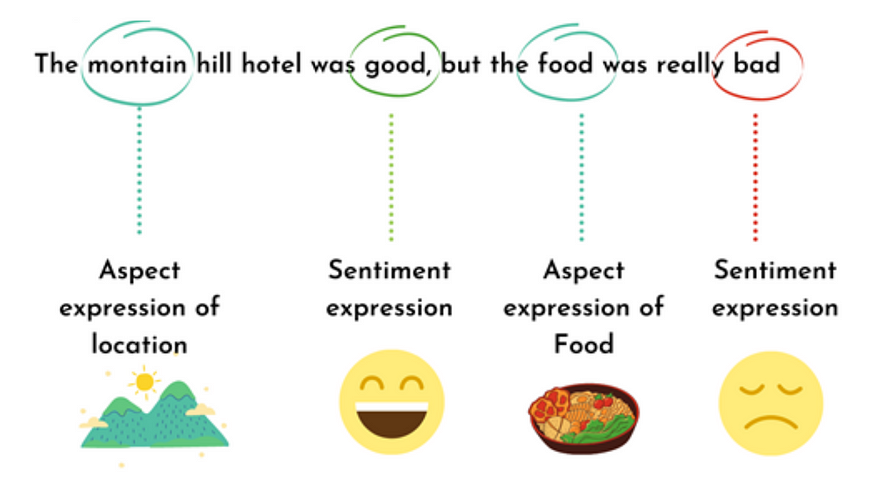 The montain hill hotel was good, but the food was really bad
Aspect
expression of
location
Sentiment
expression
Aspect
expression of
Food
Sentiment
expression